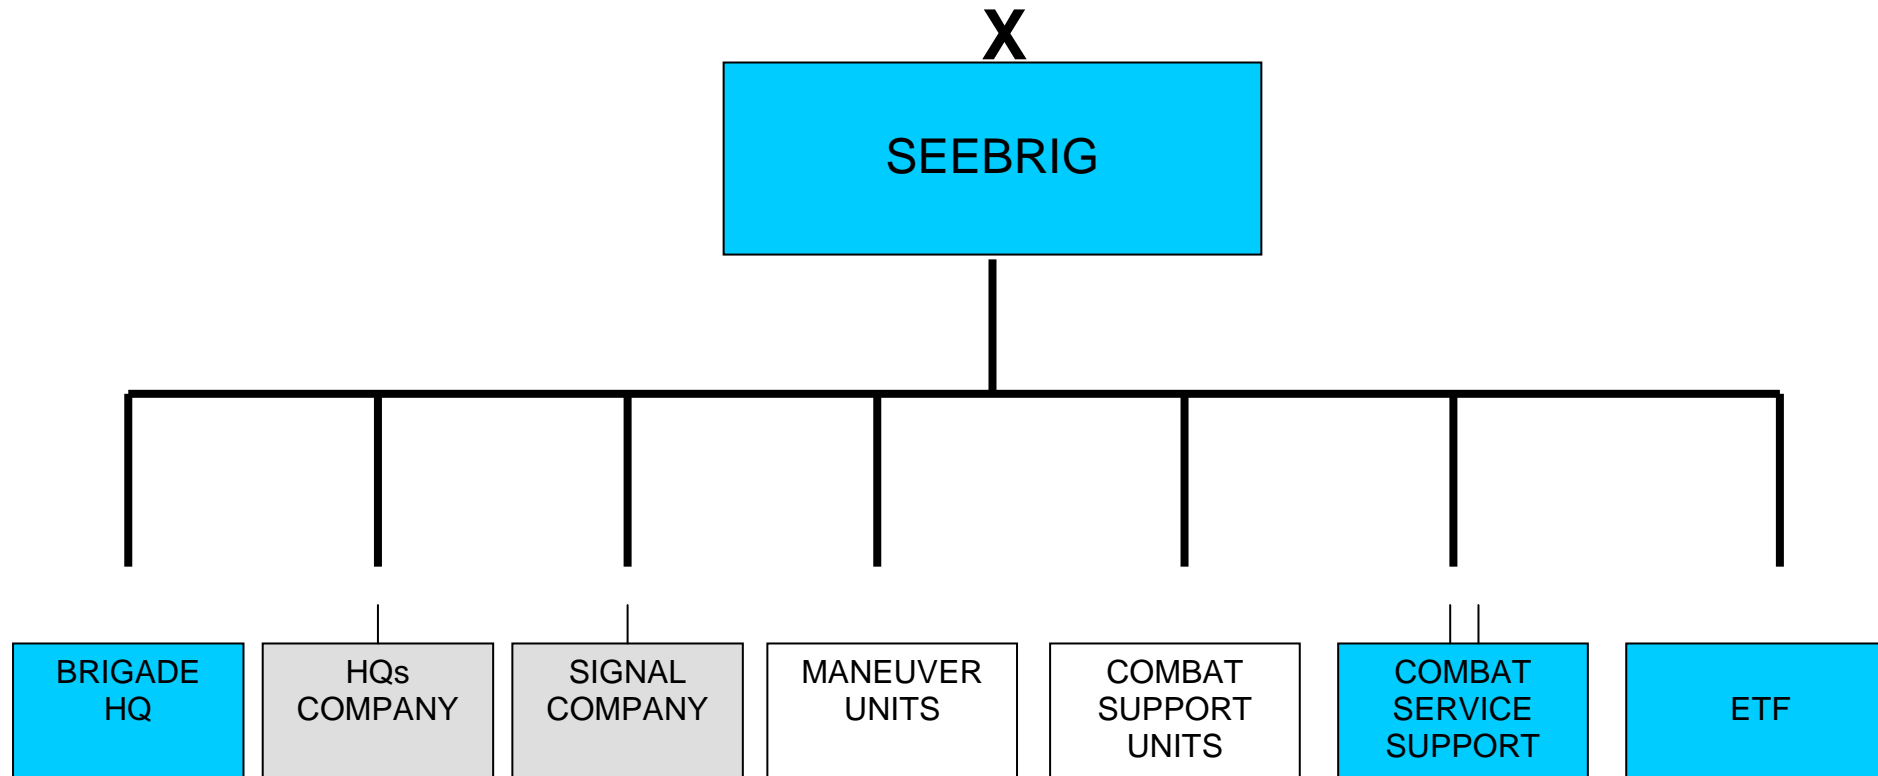 X
SEEBRIG
BRIGADE
HQ
HQs
COMPANY
SIGNAL
COMPANY
MANEUVER
UNITS
COMBAT
SUPPORT
UNITS
COMBAT
SERVICE
SUPPORT
ETF